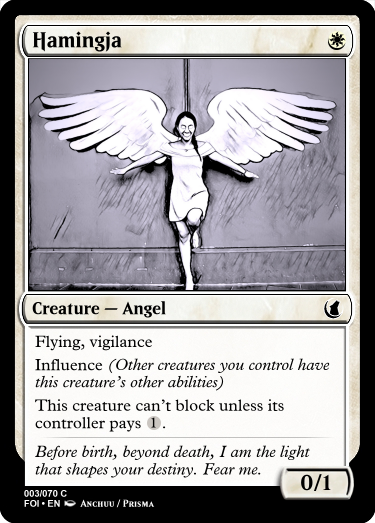 Hamingja
Creature — Angel
Flying, vigilance
Influence (Other creatures you control have
this creature's other abilities)
This creature can't block unless its
controller pays 1.
Before birth, beyond death, I am the light
that shapes your destiny. Fear me.
0/1
003/070 C
FOI • EN Anchuu / Prisma